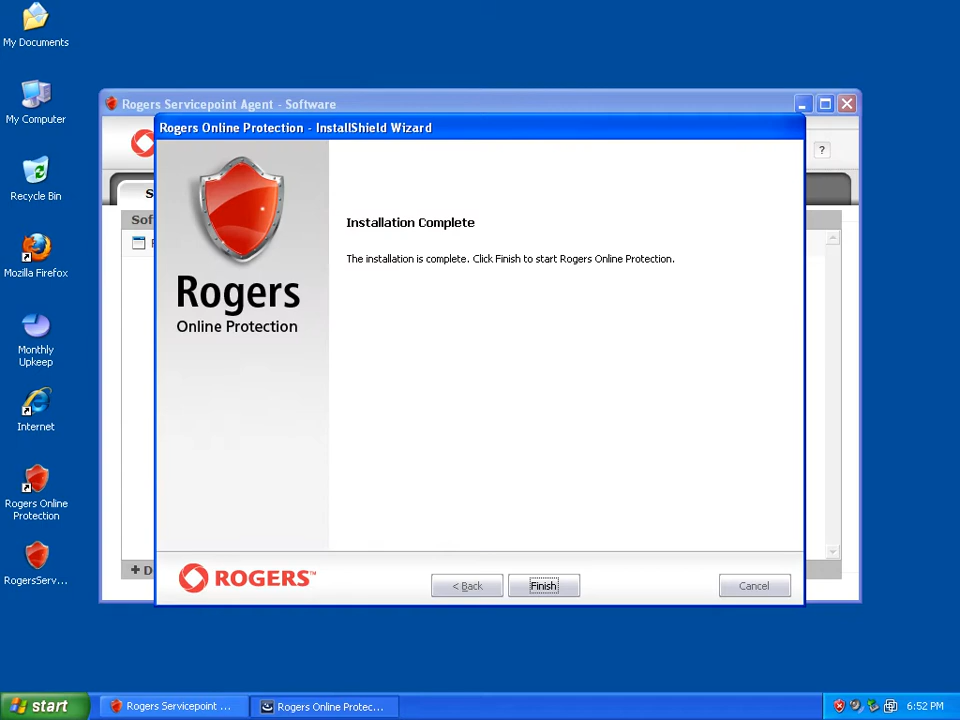 My Documents
My Computer
Recycle Bin
Mozilla Firefox
Monthly
Upkeep
Internet
Rogers Online
Protection
RogersServ...
Rogers Servicepoint Agent - Software
?
S
Sof
D
Rogers Online Protection - InstallShield Wizard
Rogers
Online Protection
Installation Complete
The installation is complete. Click Finish to start Rogers Online Protection.
ROGERS™
< Back
Finish
Cancel
start
Rogers Servicepoint ...
Rogers Online Protec...
6:52 PM